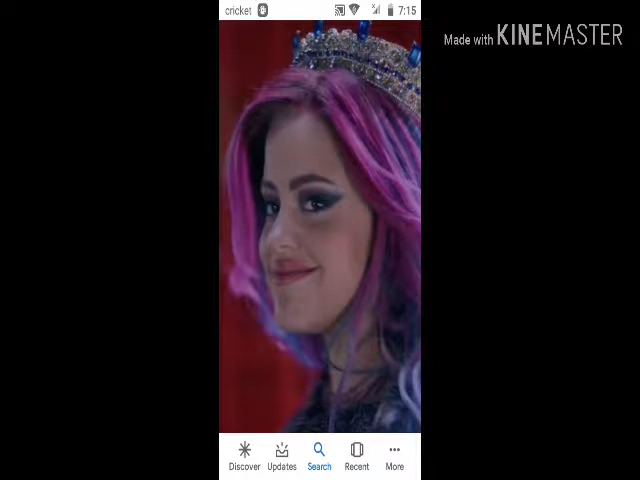 cricket
7:15
Made with KINEMASTER
Discover Updates Search Recent More